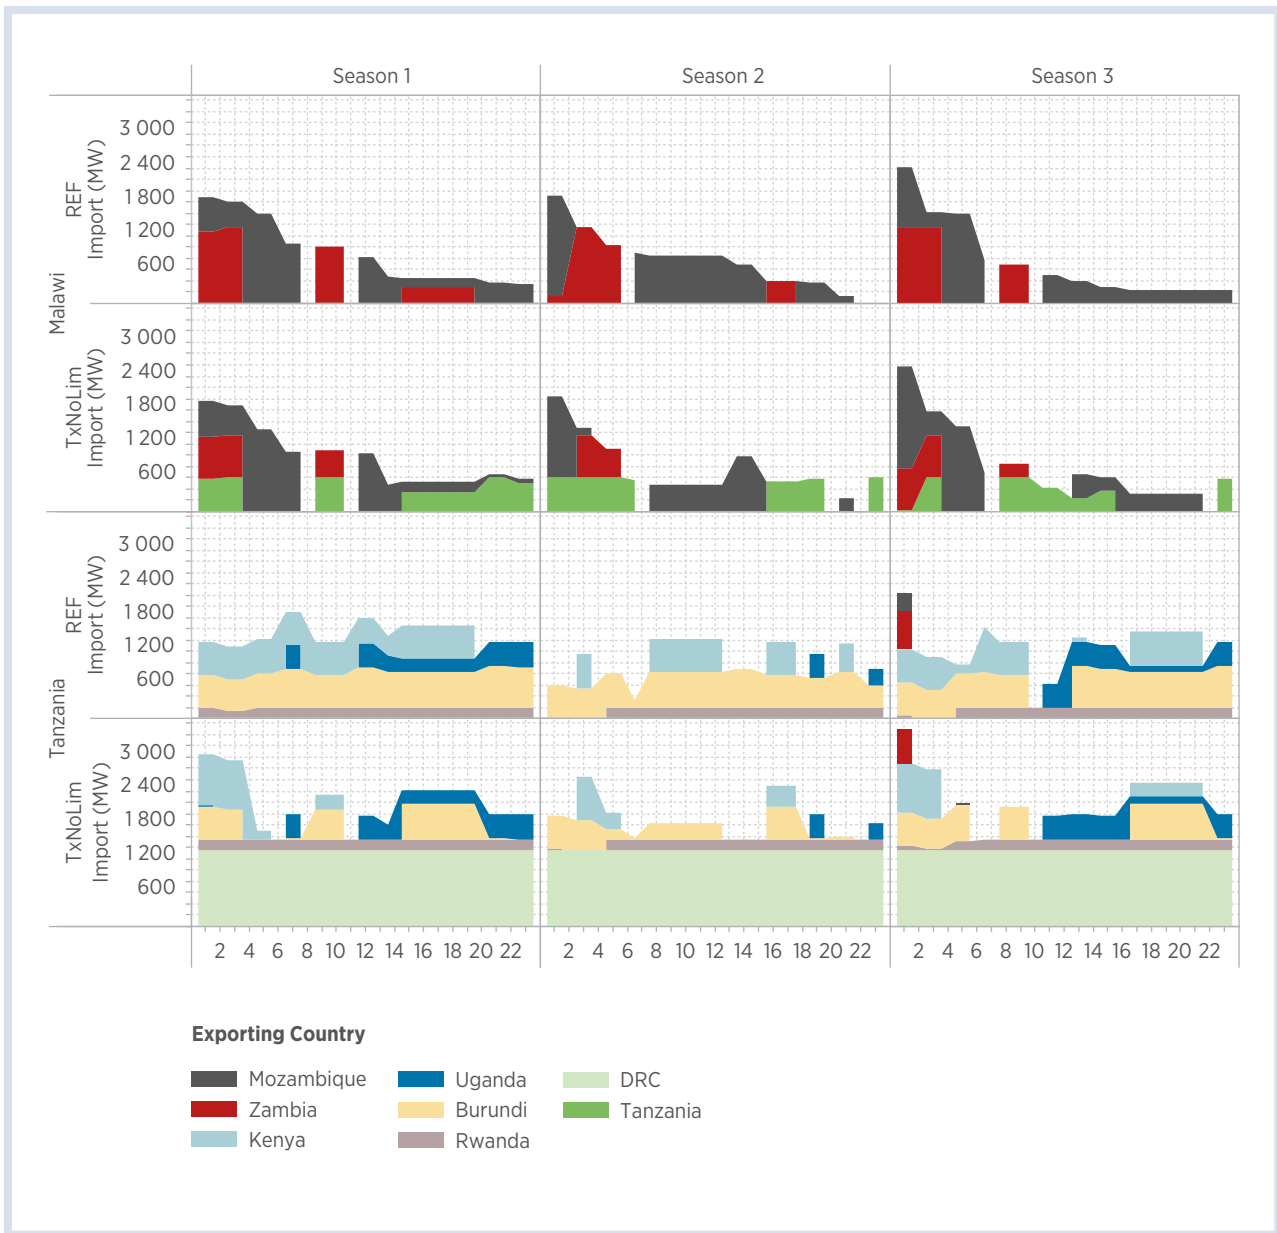 Season 1 Season 2 Season 3
Malawi
REF
Import (MW)
3 000
2 400
1 800
1 200
600
TxNoLim
Import (MW)
3 000
2 400
1 800
1 200
600
Tanzania
REF
Import (MW)
3 000
2 400
1 800
1 200
600
TxNoLim
Import (MW)
3 000
2 400
1 800
1 200
600
2 4 6 8 10 12 14 16 18 20 22 2 4 6 8 10 12 14 16 18 20 22 2 4 6 8 10 12 14 16 18 20 22
Exporting Country
Mozambique Uganda DRC
Zambia Burundi Tanzania
Kenya Rwanda